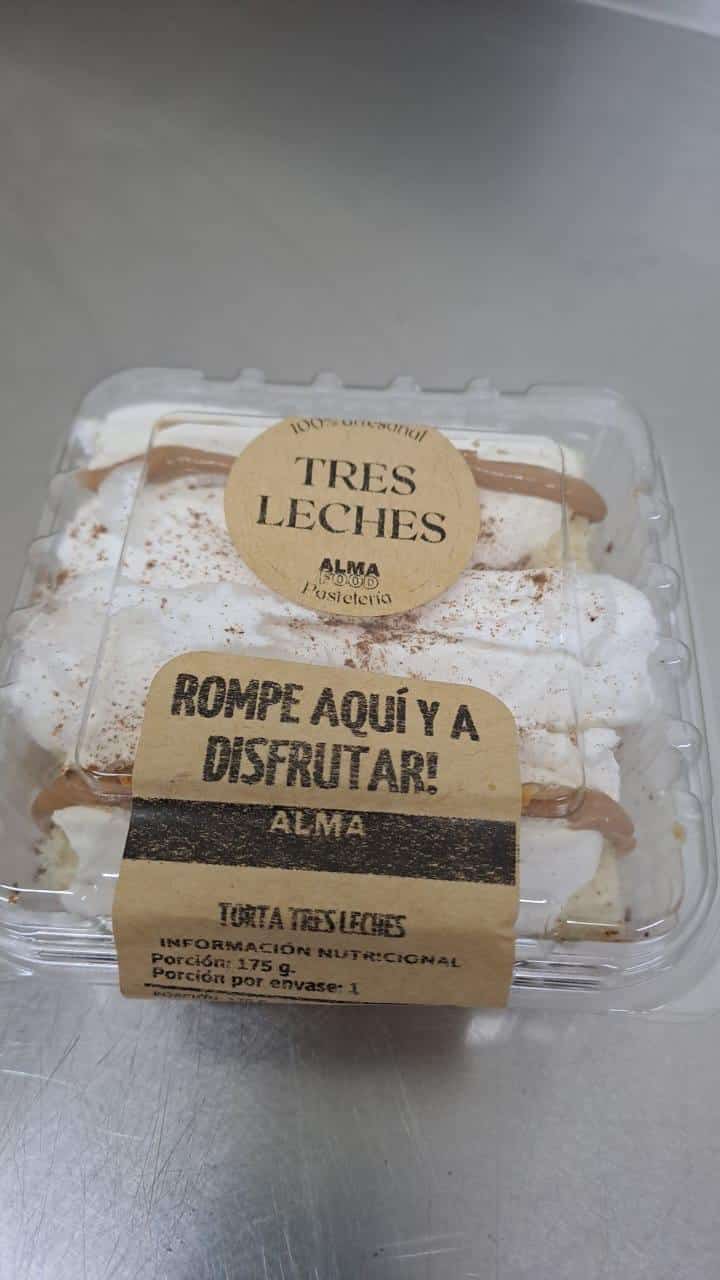 100% artesanal
TRES
LECHES
ALMA
FOOD
Pastelería
ROMPE AQUÍ Y A
DISFRUTAR!
ALMA
TORTA TRES LECHES
INFORMACIÓN NUTRICIONAL
Porción: 175 g.
Porción por envase: 1